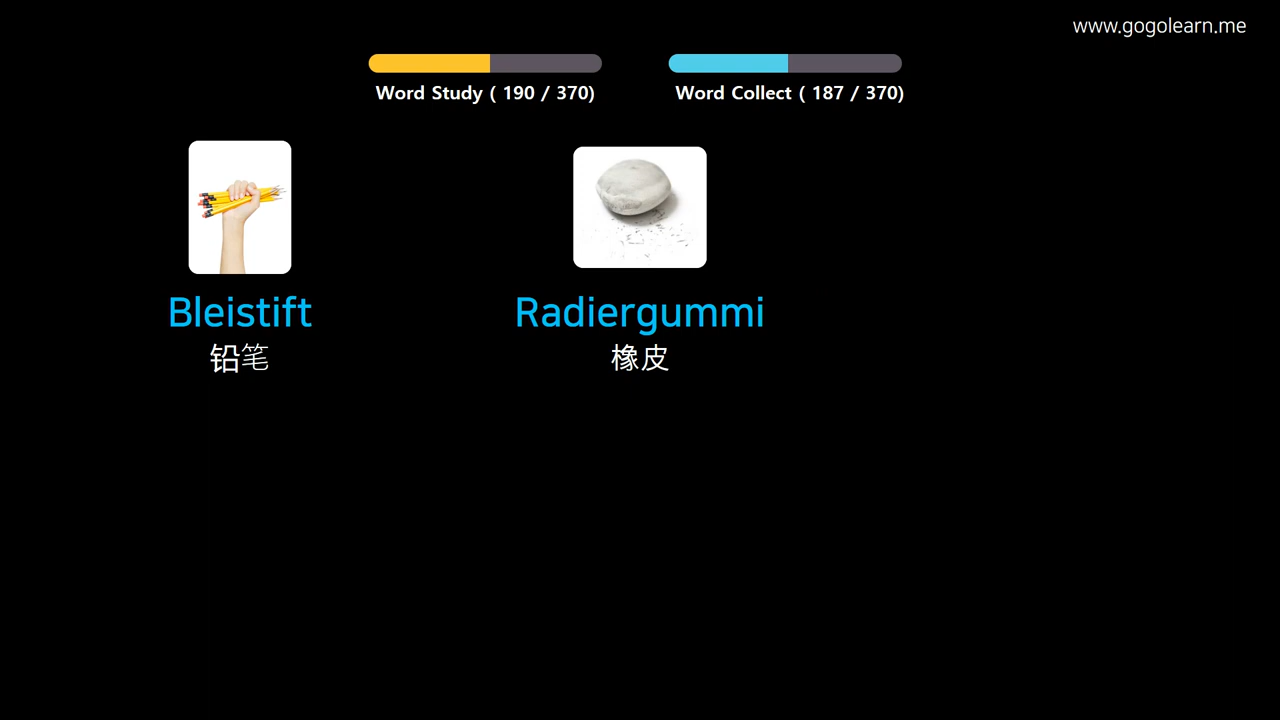 www.gogolearn.me
Word Study ( 190 / 370)
Word Collect ( 187 / 370)
Bleistift
Radiergummi
铅笔
橡皮